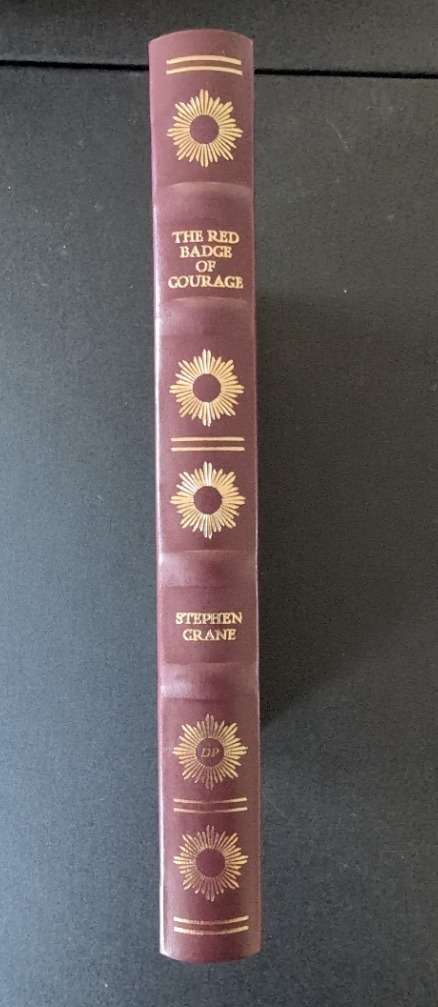 THE RED
BADGE
OF
COURAGE
STEPHEN
CRANE
DP